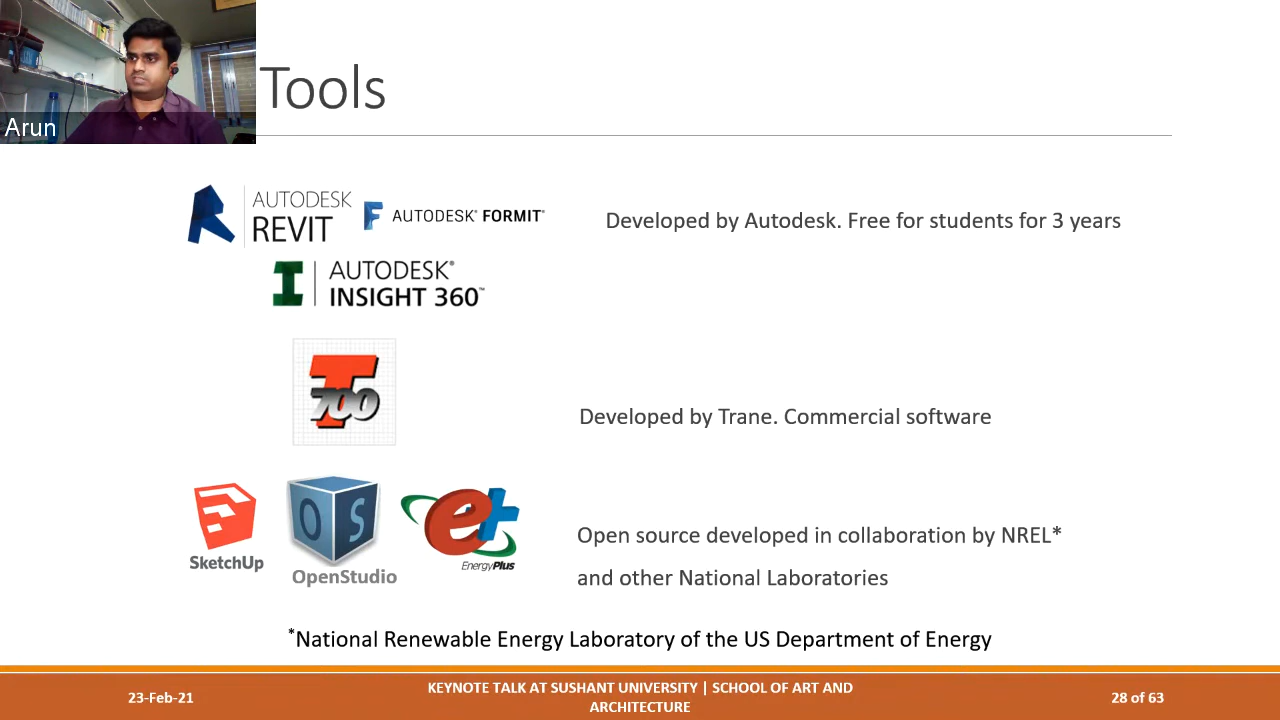 Arun
Tools
AUTODESK
REVIT
AUTODESK® FORMIT®
Developed by Autodesk. Free for students for 3 years
AUTODESK®
INSIGHT 360™
T
700
Developed by Trane. Commercial software
SketchUp
OS
OpenStudio
e+
EnergyPlus
Open source developed in collaboration by NREL*
and other National Laboratories
*National Renewable Energy Laboratory of the US Department of Energy
23-Feb-21
KEYNOTE TALK AT SUSHANT UNIVERSITY | SCHOOL OF ART AND
ARCHITECTURE
28 of 63